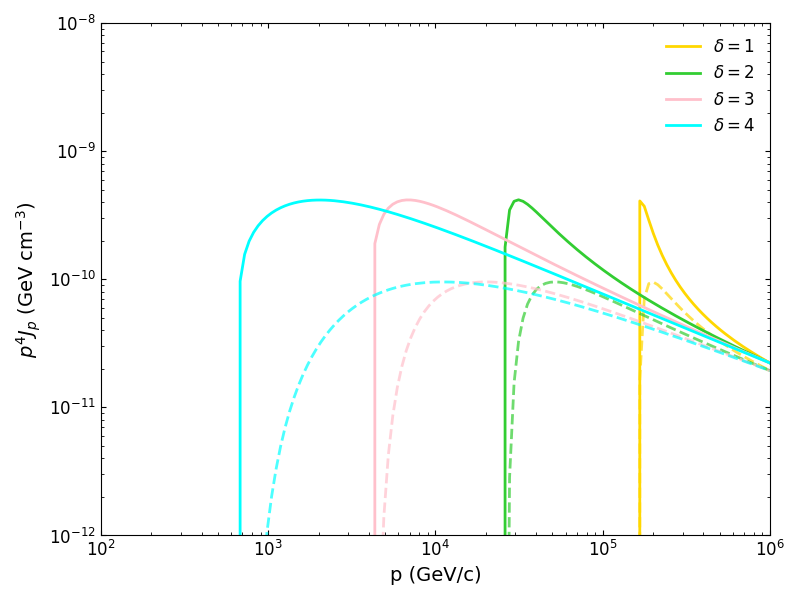 10⁻⁸
10⁻⁹
10⁻¹⁰
10⁻¹¹
10⁻¹²
p⁴Jₚ (GeV cm⁻³)
δ = 1
δ = 2
δ = 3
δ = 4
10² 10³ 10⁴ 10⁵ 10⁶
p (GeV/c)